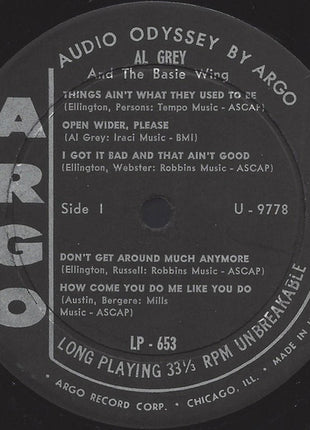 AUDIO ODYSSEY BY ARGO
AL GREY
And The Basie Wing
ARGO
THINGS AIN'T WHAT THEY USED TO BE
(Ellington, Persons: Tempo Music - ASCAP)
OPEN WIDER, PLEASE
(Al Grey: Iraci Music - BMI)
I GOT IT BAD AND THAT AIN'T GOOD
(Ellington, Webster: Robbins Music - ASCAP)
Side I
U - 9778
DON'T GET AROUND MUCH ANYMORE
(Ellington, Russell: Robbins Music - ASCAP)
HOW COME YOU DO ME LIKE YOU DO
(Austin, Bergere: Mills
Music - ASCAP)
LP - 653
LONG PLAYING 33⅓ RPM UNBREAKABLE
• ARGO RECORD CORP. • CHICAGO, ILL. • MADE IN